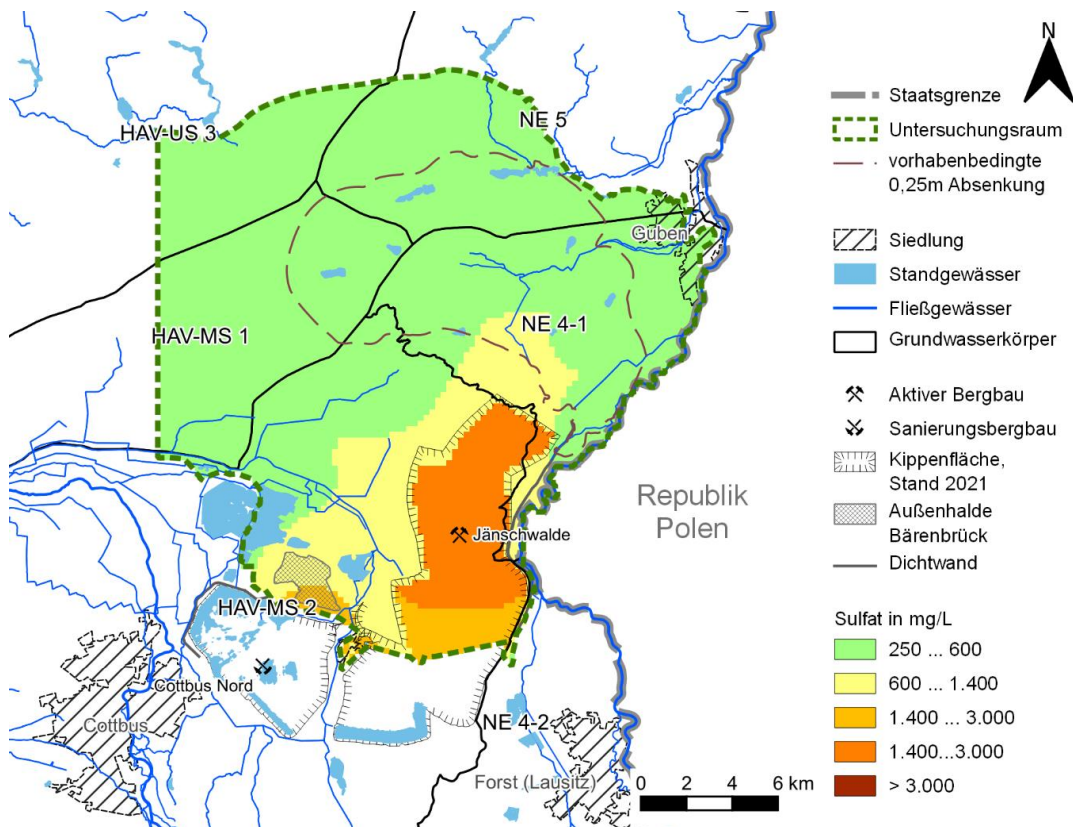 HAV-US 3
NE 5
Guben
HAV-MS 1
NE 4-1
Republik
Polen
Jänschwalde
HAV-MS 2
Cottbus Nord
Cottbus
NE 4-2
Forst (Lausitz)
0 2 4 6 km
N
Staatsgrenze
Untersuchungsraum
vorhabenbedingte
0,25m Absenkung
Siedlung
Standgewässer
Fließgewässer
Grundwasserkörper
Aktiver Bergbau
Sanierungsbergbau
Kippenfläche,
Stand 2021
Außenhalde
Bärenbrück
Dichtwand
Sulfat in mg/L
250 ... 600
600 ... 1.400
1.400 ... 3.000
1.400...3.000
> 3.000